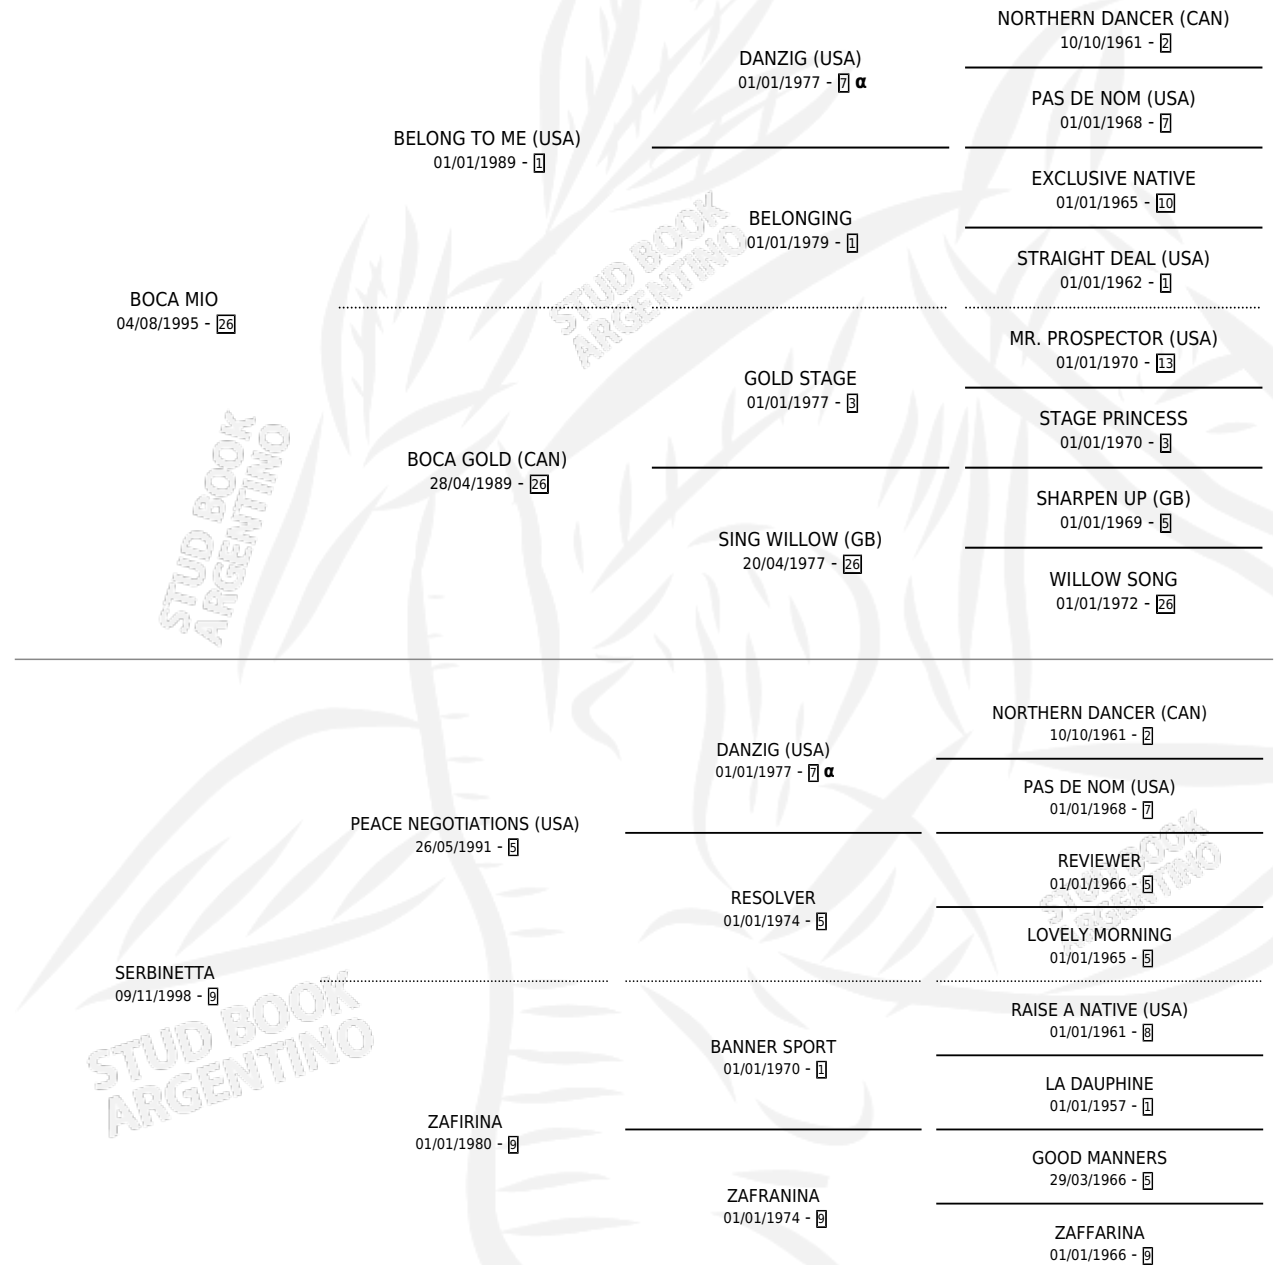 NORTHERN DANCER (CAN)
10/10/1961 - 2
DANZIG (USA)
01/01/1977 - 7 α
PAS DE NOM (USA)
01/01/1968 - 7
BELONG TO ME (USA)
01/01/1989 - 1
EXCLUSIVE NATIVE
01/01/1965 - 10
BELONGING
01/01/1979 - 1
STRAIGHT DEAL (USA)
01/01/1962 - 1
BOCA MIO
04/08/1995 - 26
MR. PROSPECTOR (USA)
01/01/1970 - 13
GOLD STAGE
01/01/1977 - 3
STAGE PRINCESS
01/01/1970 - 3
BOCA GOLD (CAN)
28/04/1989 - 26
SHARPEN UP (GB)
01/01/1969 - 5
SING WILLOW (GB)
20/04/1977 - 26
WILLOW SONG
01/01/1972 - 26
NORTHERN DANCER (CAN)
10/10/1961 - 2
DANZIG (USA)
01/01/1977 - 7 α
PAS DE NOM (USA)
01/01/1968 - 7
PEACE NEGOTIATIONS (USA)
26/05/1991 - 5
REVIEWER
01/01/1966 - 5
RESOLVER
01/01/1974 - 5
LOVELY MORNING
01/01/1965 - 5
SERBINETTA
09/11/1998 - 9
RAISE A NATIVE (USA)
01/01/1961 - 8
BANNER SPORT
01/01/1970 - 1
LA DAUPHINE
01/01/1957 - 1
ZAFIRINA
01/01/1980 - 9
GOOD MANNERS
29/03/1966 - 5
ZAFRANINA
01/01/1974 - 9
ZAFFARINA
01/01/1966 - 9
STUD BOOK
ARGENTINO
STUD BOOK
ARGENTINO
STUD BOOK
ARGENTINO
STUD BOOK
ARGENTINO